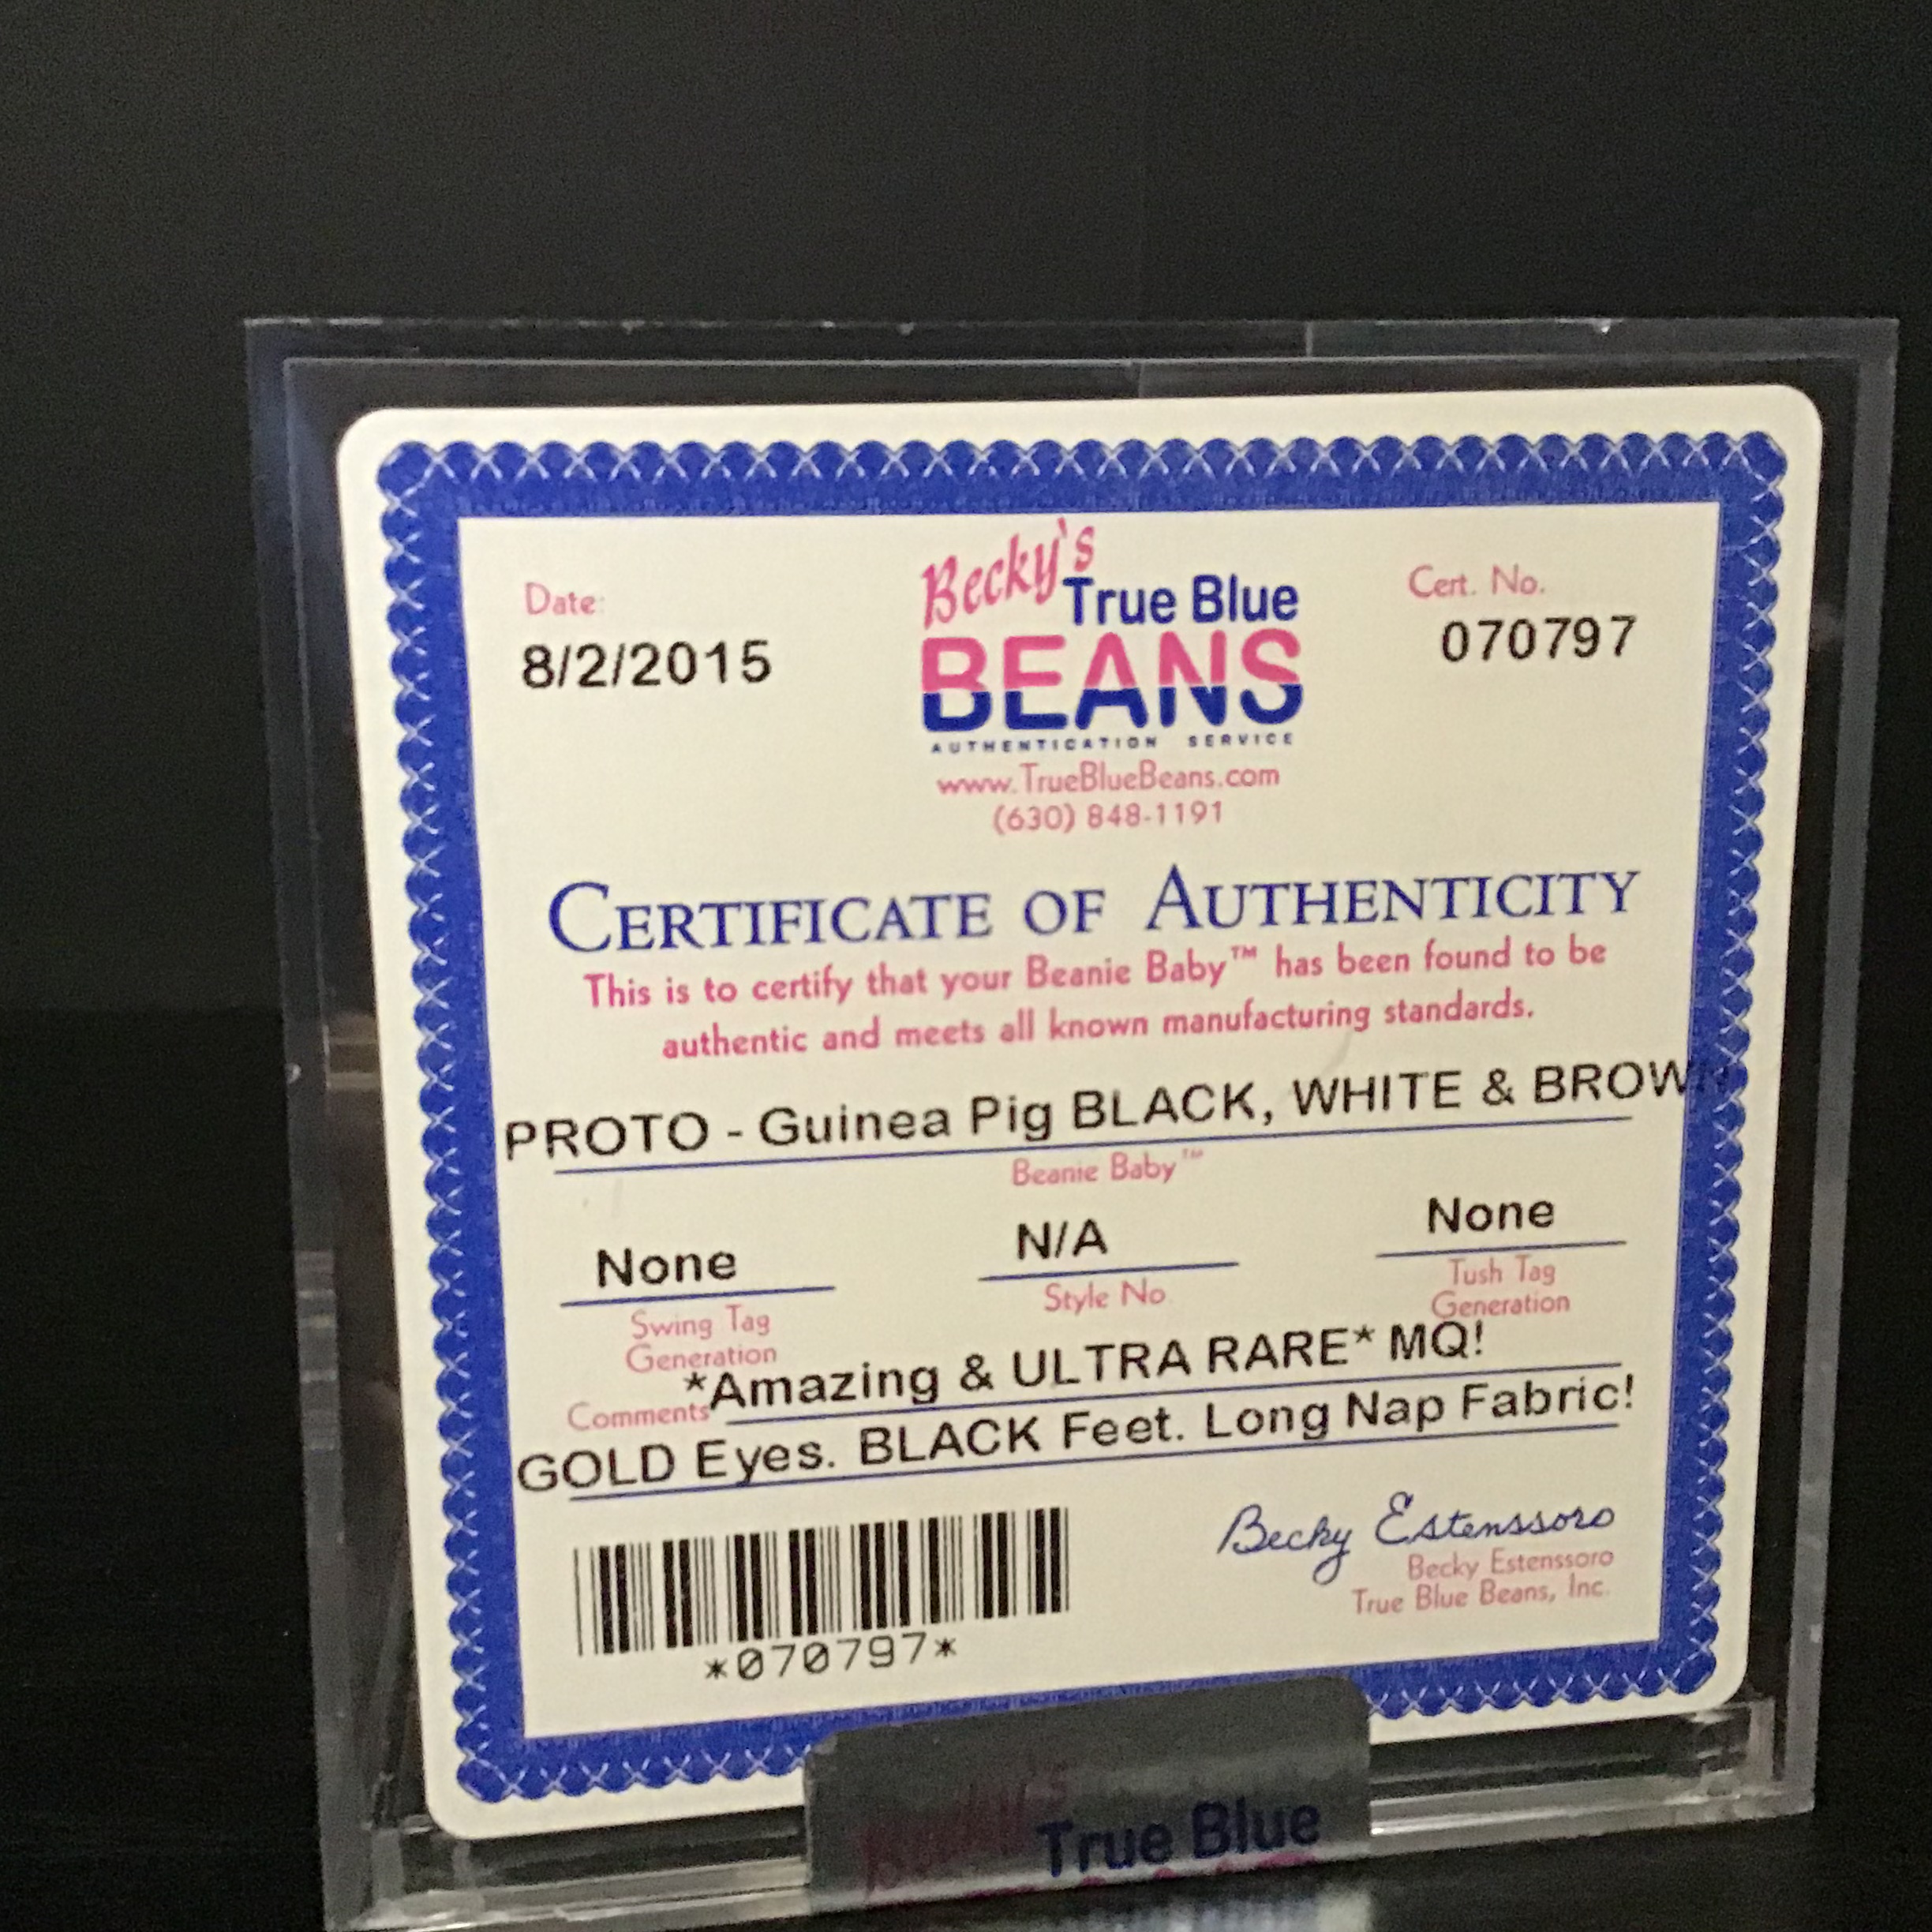 Becky's
True Blue
BEANS
AUTHENTICATION SERVICE
www.TrueBlueBeans.com
(630) 848-1191
Date:
8/2/2015
Cert. No.
070797
CERTIFICATE OF AUTHENTICITY
This is to certify that your Beanie Baby™ has been found to be
authentic and meets all known manufacturing standards.
PROTO - Guinea Pig BLACK, WHITE & BROWN
Beanie Baby™
None
Swing Tag
Generation
N/A
Style No.
None
Tush Tag
Generation
Comments *Amazing & ULTRA RARE* MQ!
GOLD Eyes. BLACK Feet. Long Nap Fabric!
*070797*
Becky Estenssoro
Becky Estenssoro
True Blue Beans, Inc.
Becky's
True Blue